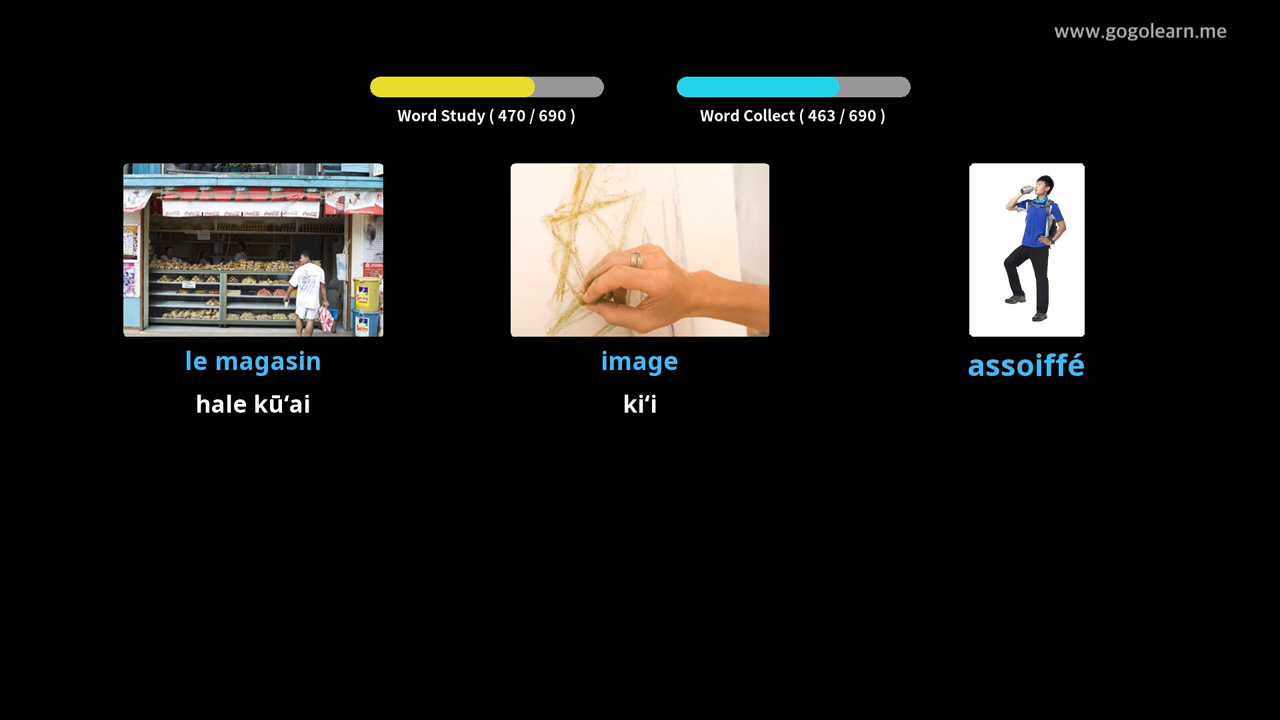 www.gogolearn.me
Word Study ( 470 / 690 )
Word Collect ( 463 / 690 )
le magasin
image
assoiffé
hale kūʻai
kiʻi